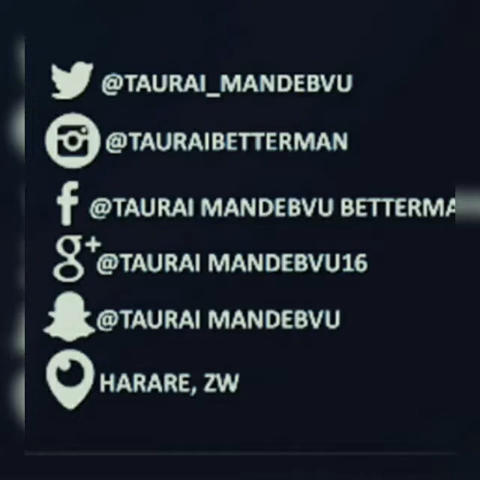 @TAURAI_MANDEBVU
@TAURAIBETTERMAN
@TAURAI MANDEBVU BETTERMA
@TAURAI MANDEBVU16
@TAURAI MANDEBVU
HARARE, ZW